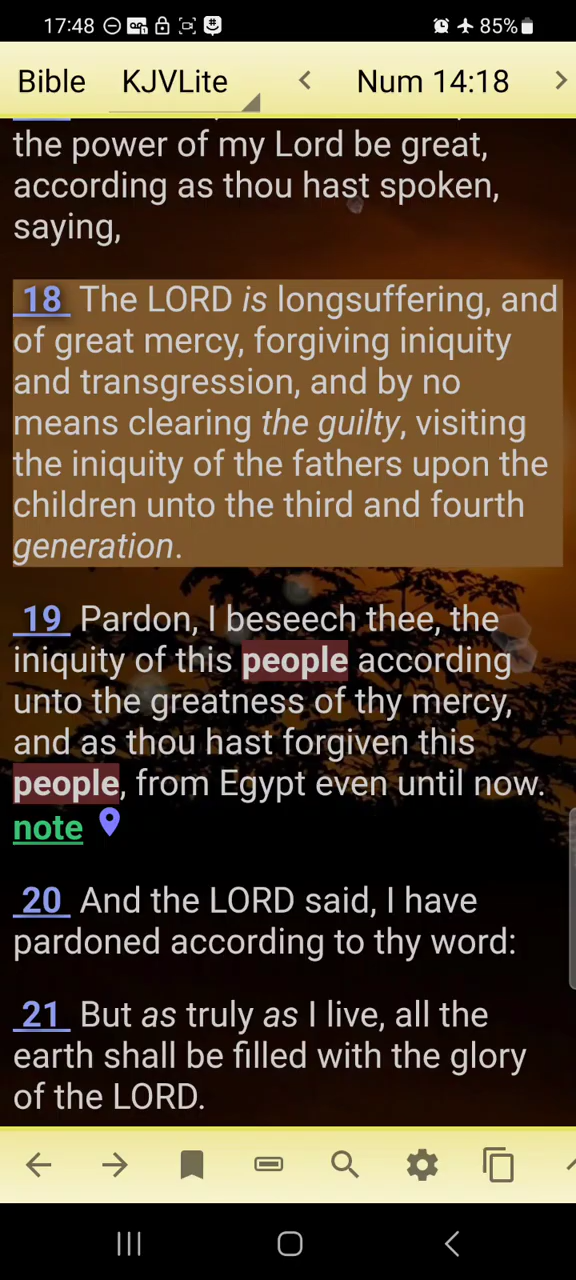 17:48 85%
Bible KJVLite < Num 14:18 >
the power of my Lord be great,
according as thou hast spoken,
saying,
18 The LORD is longsuffering, and
of great mercy, forgiving iniquity
and transgression, and by no
means clearing the guilty, visiting
the iniquity of the fathers upon the
children unto the third and fourth
generation.
19 Pardon, I beseech thee, the
iniquity of this people according
unto the greatness of thy mercy,
and as thou hast forgiven this
people, from Egypt even until now.
note
20 And the LORD said, I have
pardoned according to thy word:
21 But as truly as I live, all the
earth shall be filled with the glory
of the LORD.